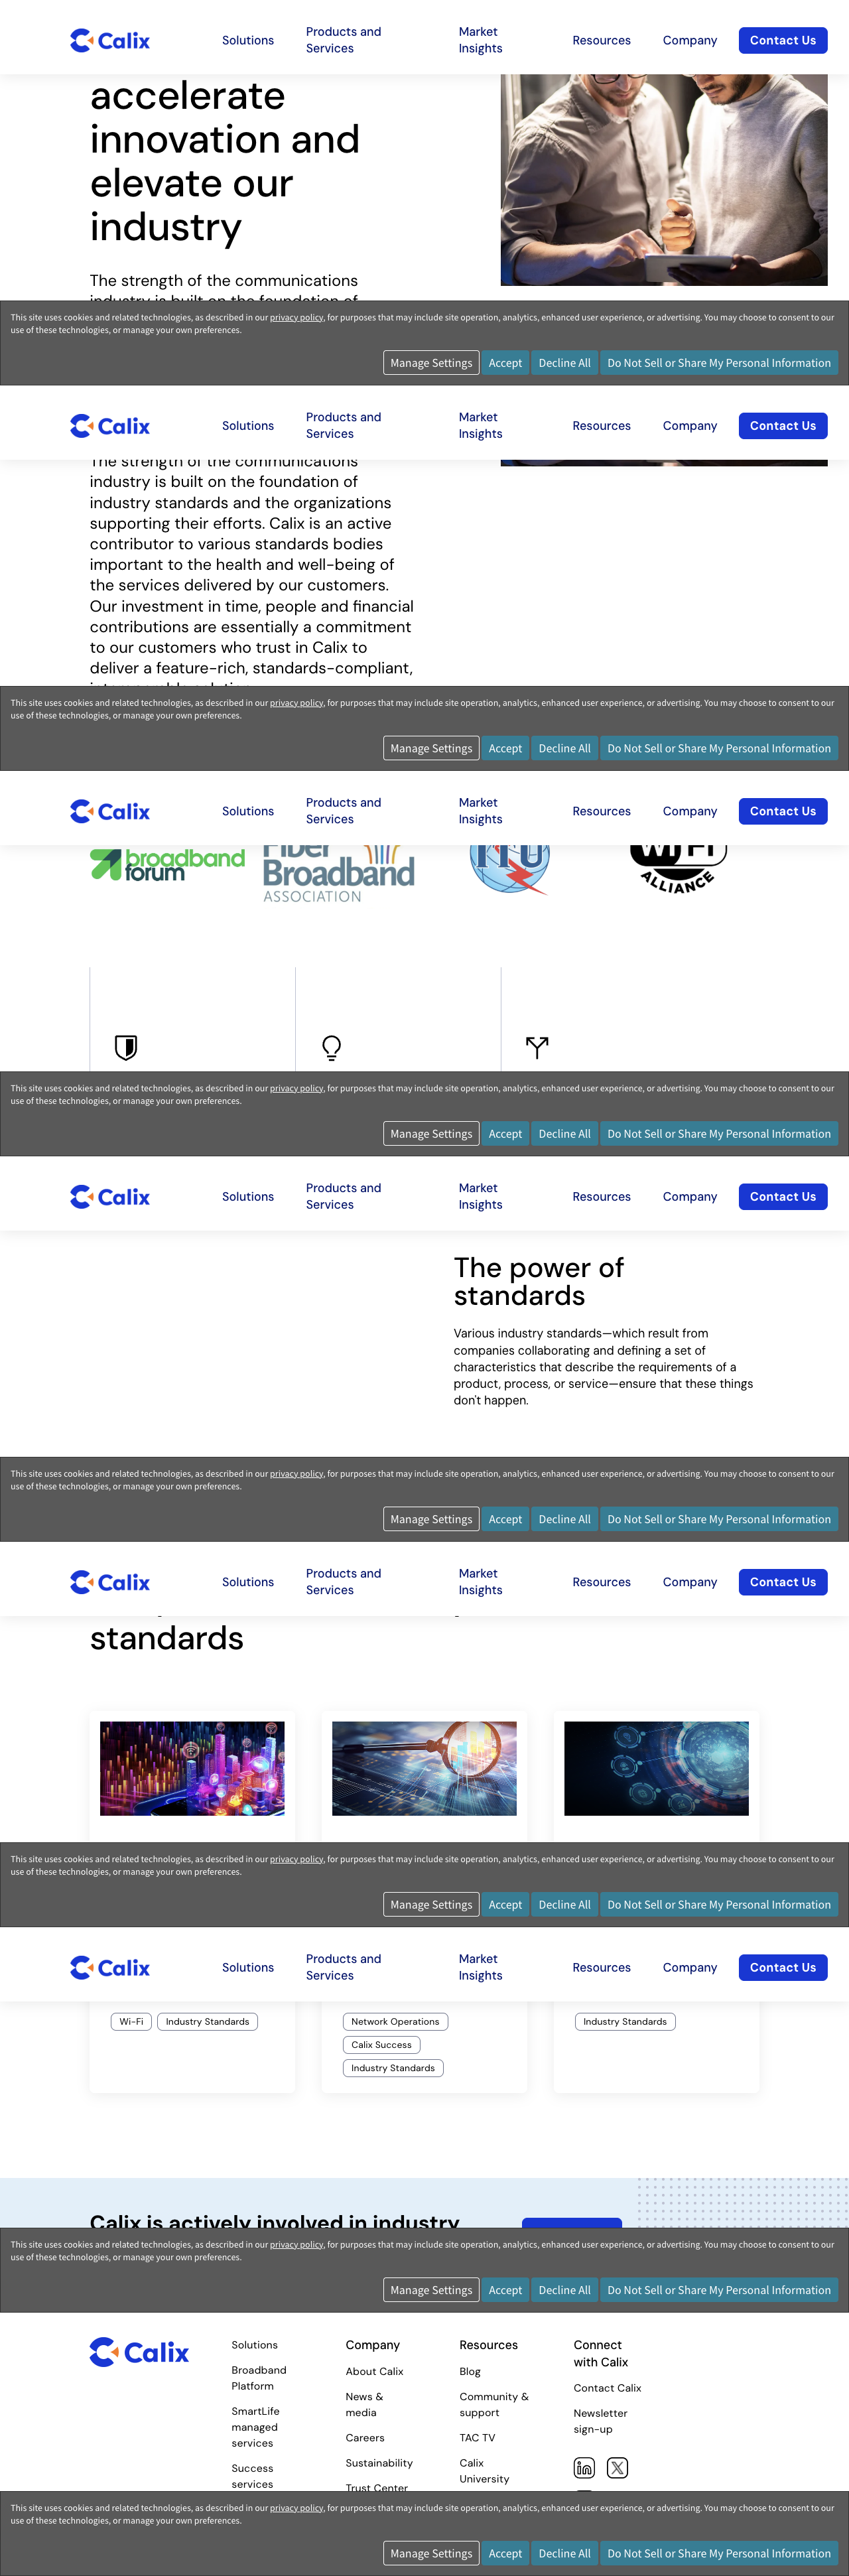 Calix
Solutions
Products and
Services
Market
Insights
Resources
Company
Contact Us
accelerate
innovation and
elevate our
industry
The strength of the communications
industry is built on the foundation of
This site uses cookies and related technologies, as described in our privacy policy, for purposes that may include site operation, analytics, enhanced user experience, or advertising. You may choose to consent to our
use of these technologies, or manage your own preferences.
Manage Settings Accept Decline All Do Not Sell or Share My Personal Information
Calix
Solutions
Products and
Services
Market
Insights
Resources
Company
Contact Us
The strength of the communications
industry is built on the foundation of
industry standards and the organizations
supporting their efforts. Calix is an active
contributor to various standards bodies
important to the health and well-being of
the services delivered by our customers.
Our investment in time, people and financial
contributions are essentially a commitment
to our customers who trust in Calix to
deliver a feature-rich, standards-compliant,
This site uses cookies and related technologies, as described in our privacy policy, for purposes that may include site operation, analytics, enhanced user experience, or advertising. You may choose to consent to our
use of these technologies, or manage your own preferences.
Manage Settings Accept Decline All Do Not Sell or Share My Personal Information
Calix
Solutions
Products and
Services
Market
Insights
Resources
Company
Contact Us
broadband
forum
Fiber
Broadband
ASSOCIATION
ITU
Wi Fi
ALLIANCE
This site uses cookies and related technologies, as described in our privacy policy, for purposes that may include site operation, analytics, enhanced user experience, or advertising. You may choose to consent to our
use of these technologies, or manage your own preferences.
Manage Settings Accept Decline All Do Not Sell or Share My Personal Information
Calix
Solutions
Products and
Services
Market
Insights
Resources
Company
Contact Us
The power of
standards
Various industry standards—which result from
companies collaborating and defining a set of
characteristics that describe the requirements of a
product, process, or service—ensure that these things
don't happen.
This site uses cookies and related technologies, as described in our privacy policy, for purposes that may include site operation, analytics, enhanced user experience, or advertising. You may choose to consent to our
use of these technologies, or manage your own preferences.
Manage Settings Accept Decline All Do Not Sell or Share My Personal Information
Calix
Solutions
Products and
Services
Market
Insights
Resources
Company
Contact Us
standards
This site uses cookies and related technologies, as described in our privacy policy, for purposes that may include site operation, analytics, enhanced user experience, or advertising. You may choose to consent to our
use of these technologies, or manage your own preferences.
Manage Settings Accept Decline All Do Not Sell or Share My Personal Information
Calix
Solutions
Products and
Services
Market
Insights
Resources
Company
Contact Us
Wi-Fi Industry Standards
Network Operations
Calix Success
Industry Standards
Industry Standards
Calix is actively involved in industry
This site uses cookies and related technologies, as described in our privacy policy, for purposes that may include site operation, analytics, enhanced user experience, or advertising. You may choose to consent to our
use of these technologies, or manage your own preferences.
Manage Settings Accept Decline All Do Not Sell or Share My Personal Information
Calix
Solutions
Broadband
Platform
SmartLife
managed
services
Success
services
Company
About Calix
News &
media
Careers
Sustainability
Trust Center
Resources
Blog
Community &
support
TAC TV
Calix
University
Connect
with Calix
Contact Calix
Newsletter
sign-up
This site uses cookies and related technologies, as described in our privacy policy, for purposes that may include site operation, analytics, enhanced user experience, or advertising. You may choose to consent to our
use of these technologies, or manage your own preferences.
Manage Settings Accept Decline All Do Not Sell or Share My Personal Information